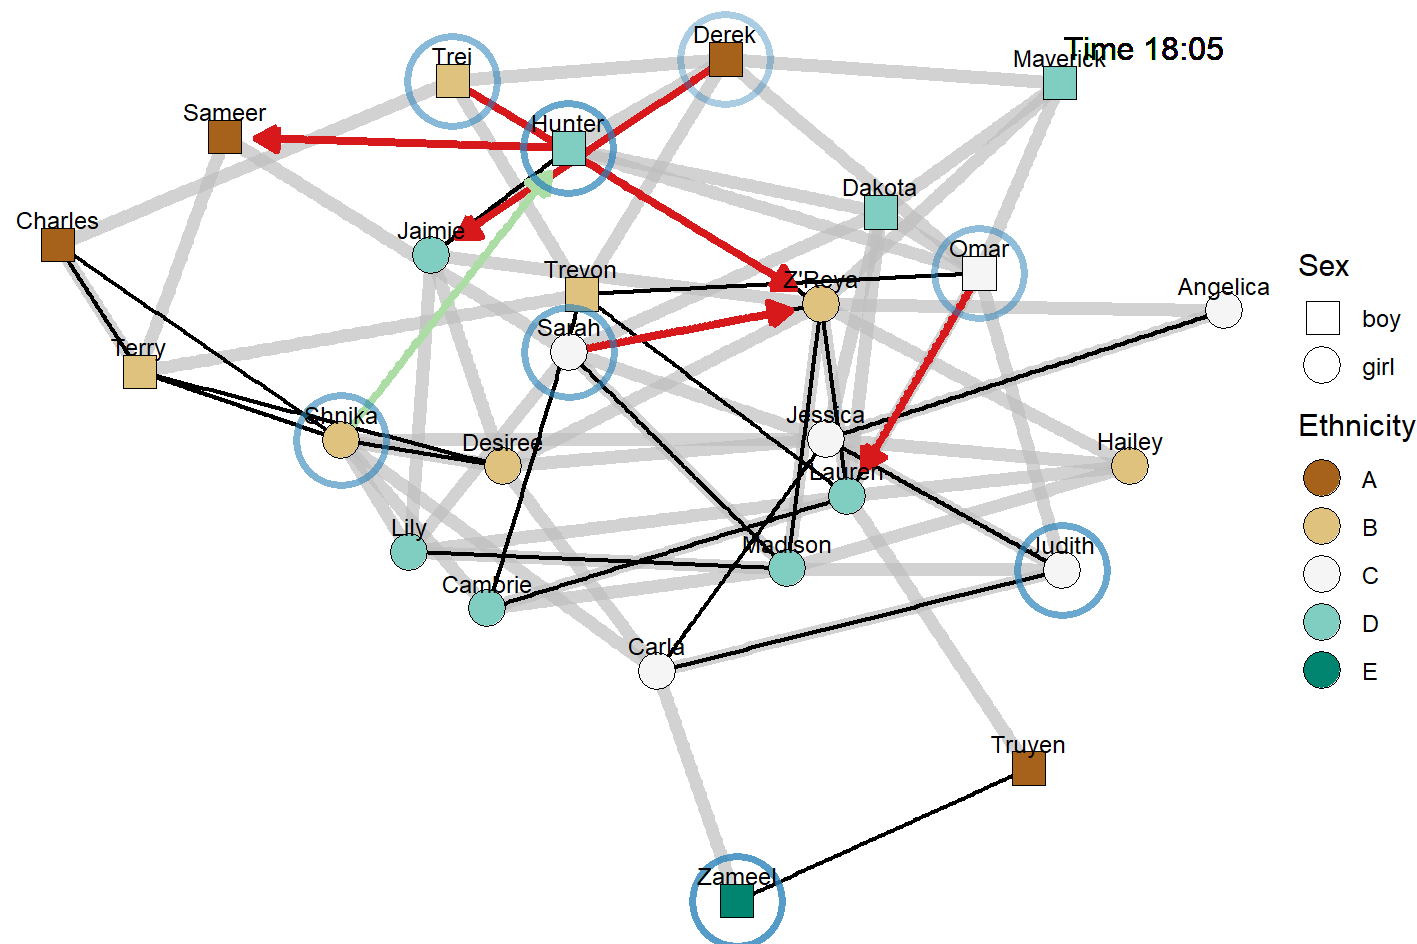 Derek
Time 18:05
Trei
Maverick
Sameer
Hunter
Dakota
Charles
Jaimie
Omar
Trevon
Z'Reya
Angelica
Sarah
Terry
Shnika
Jessica
Desiree
Hailey
Lauren
Lily
Madison
Judith
Cambrie
Carla
Truyen
Zameel
Sex
boy
girl
Ethnicity
A
B
C
D
E